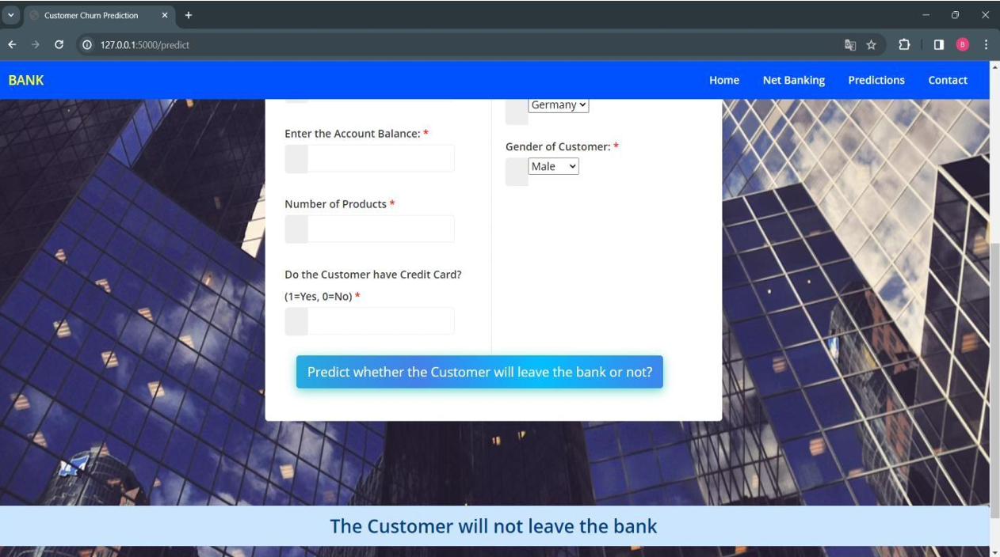 Customer Churn Prediction
127.0.0.1:5000/predict
B
BANK
Home Net Banking Predictions Contact
Germany
Enter the Account Balance: *
Gender of Customer: *
Male
Number of Products *
Do the Customer have Credit Card?
(1=Yes, 0=No) *
Predict whether the Customer will leave the bank or not?
The Customer will not leave the bank